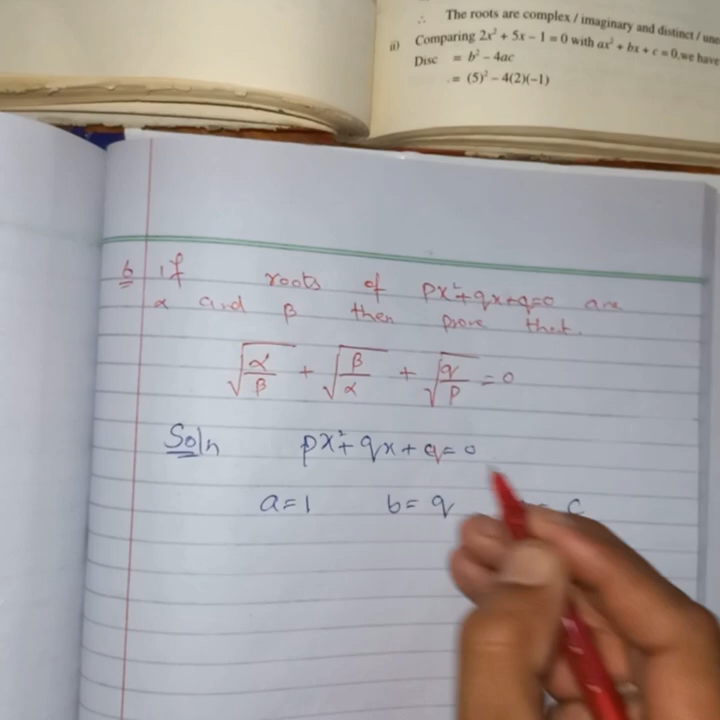 ∴ The roots are complex / imaginary and distinct / une
ii) Comparing 2x² + 5x − 1 = 0 with ax² + bx + c = 0, we have
Disc = b² − 4ac
= (5)² − 4(2)(−1)
6 If roots of px²+qx+q=0 are
α and β then prove that.
√(α/β) + √(β/α) + √(q/p) = 0
Soln px²+qx+q=0
a=1 b=q = c